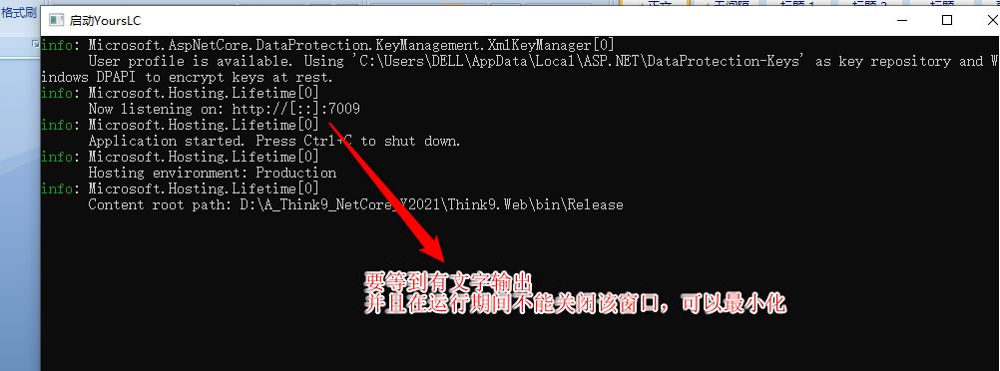 格式刷
启动YoursLC
info: Microsoft.AspNetCore.DataProtection.KeyManagement.XmlKeyManager[0]
User profile is available. Using 'C:\Users\DELL\AppData\Local\ASP.NET\DataProtection-Keys' as key repository and W
indows DPAPI to encrypt keys at rest.
info: Microsoft.Hosting.Lifetime[0]
Now listening on: http://[::]:7009
info: Microsoft.Hosting.Lifetime[0]
Application started. Press Ctrl+C to shut down.
info: Microsoft.Hosting.Lifetime[0]
Hosting environment: Production
info: Microsoft.Hosting.Lifetime[0]
Content root path: D:\A_Think9_NetCore_Y2021\Think9.Web\bin\Release
要等到有文字输出
并且在运行期间不能关闭该窗口，可以最小化